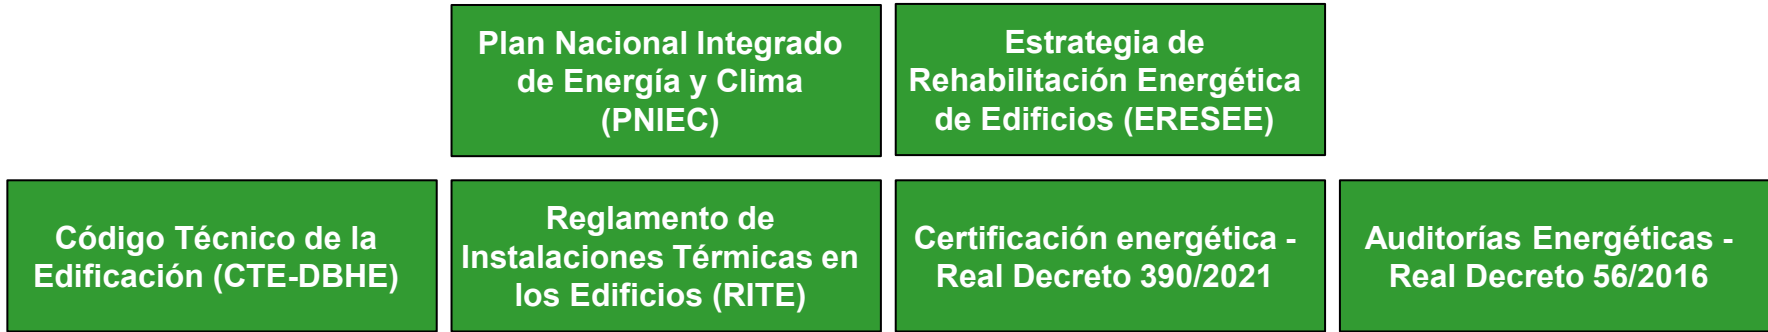 Plan Nacional Integrado
de Energía y Clima
(PNIEC)
Estrategia de
Rehabilitación Energética
de Edificios (ERESEE)
Código Técnico de la
Edificación (CTE-DBHE)
Reglamento de
Instalaciones Térmicas en
los Edificios (RITE)
Certificación energética -
Real Decreto 390/2021
Auditorías Energéticas -
Real Decreto 56/2016